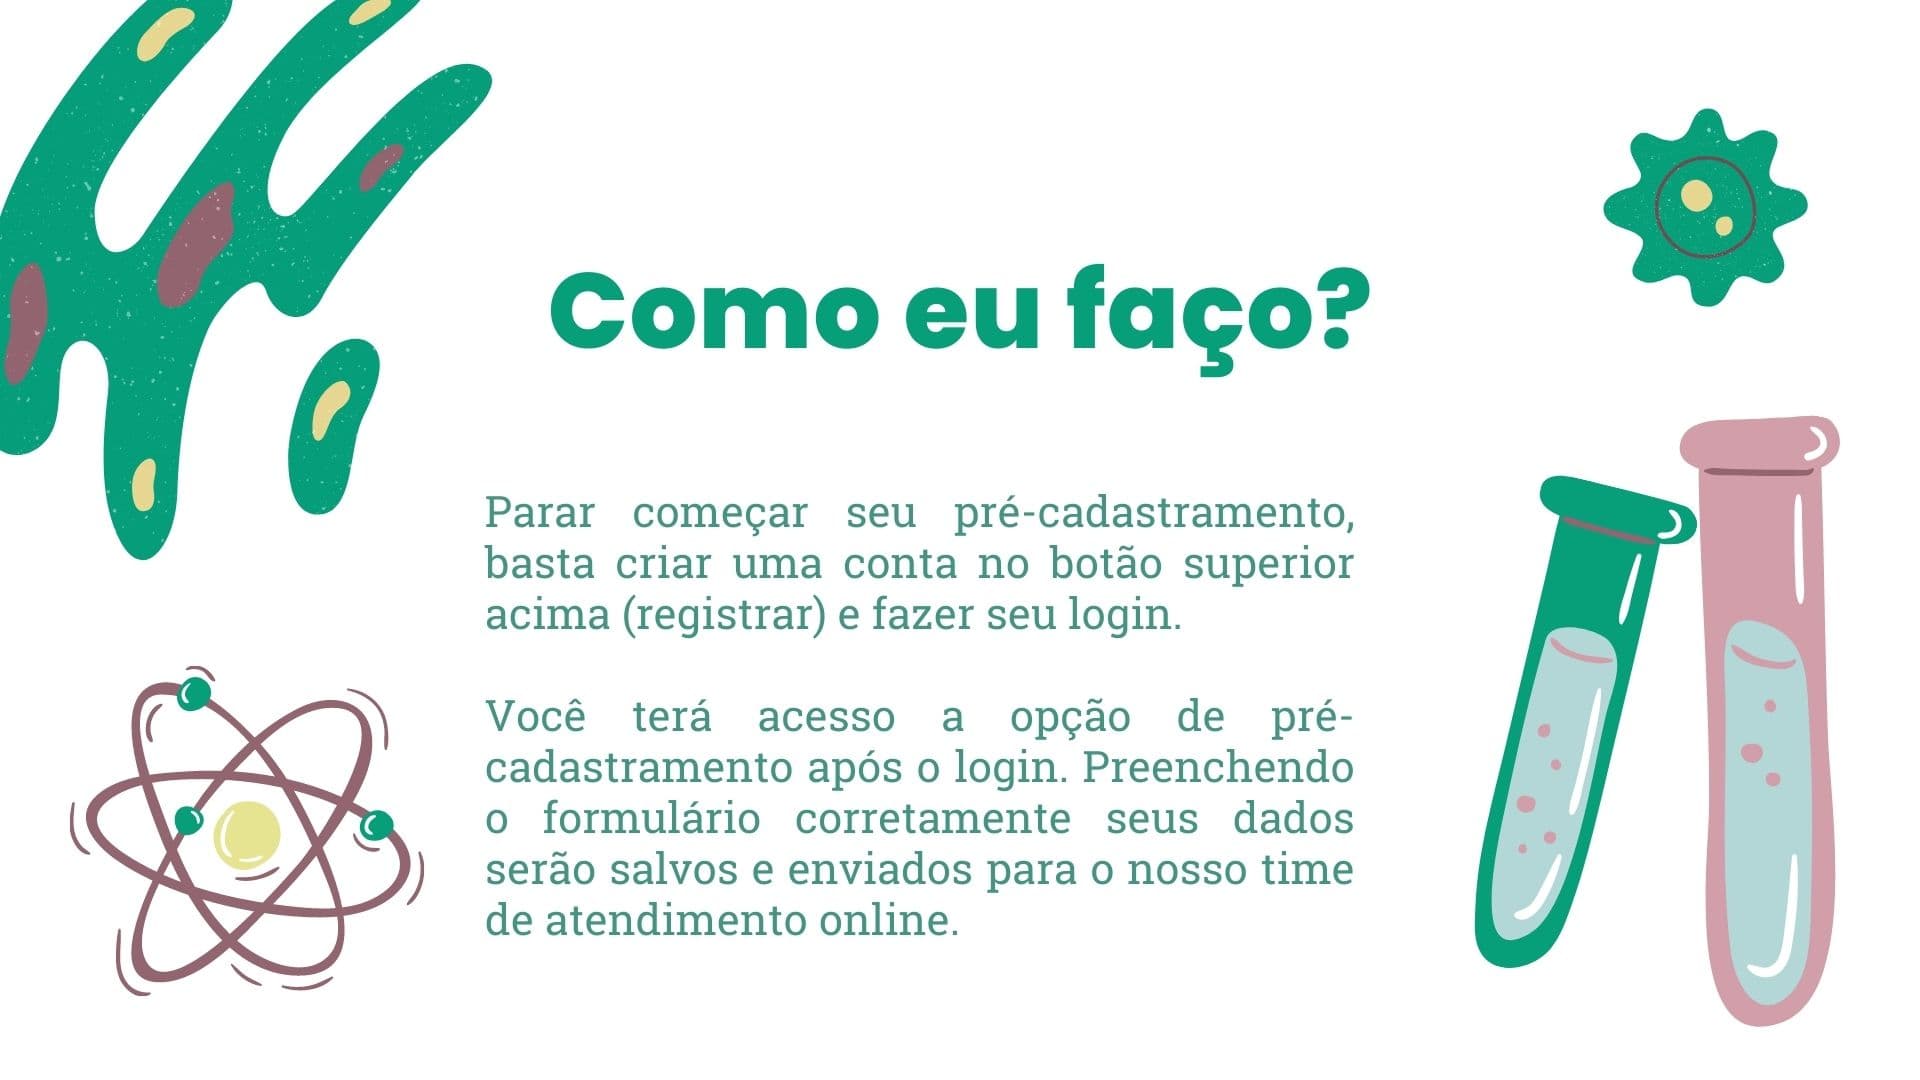 Como eu faço?
Parar começar seu pré-cadastramento,
basta criar uma conta no botão superior
acima (registrar) e fazer seu login.
Você terá acesso a opção de pré-
cadastramento após o login. Preenchendo
o formulário corretamente seus dados
serão salvos e enviados para o nosso time
de atendimento online.